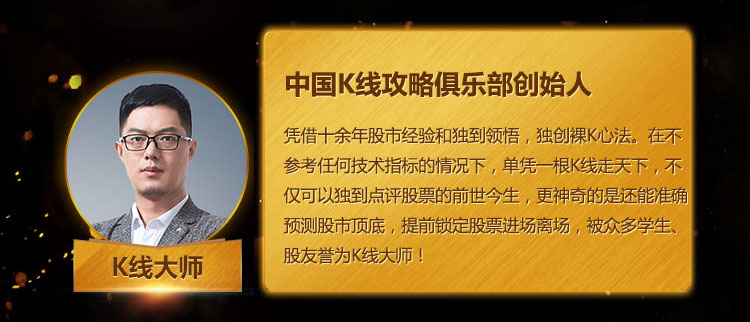 中国K线攻略俱乐部创始人
凭借十余年股市经验和独到领悟，独创裸K心法。在不
参考任何技术指标的情况下，单凭一根K线走天下，不
仅可以独到点评股票的前世今生，更神奇的是还能准确
预测股市顶底，提前锁定股票进场离场，被众多学生、
股友誉为K线大师！
K线大师